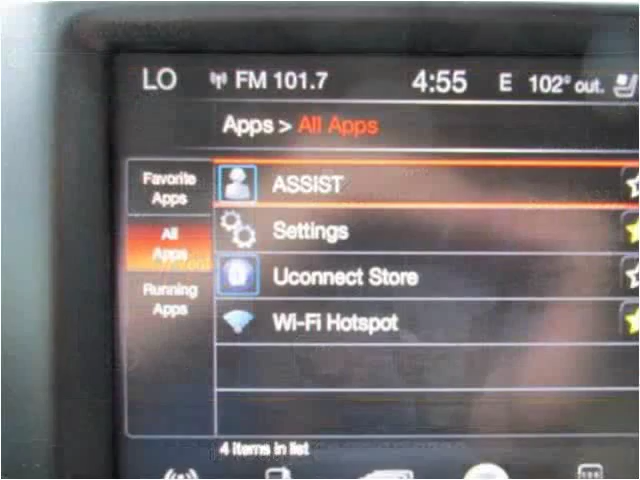 LO FM 101.7 4:55 E 102° out.
Apps > All Apps
Favorite
Apps
ASSIST
All
Apps
Settings
Uconnect Store
Running
Apps
Wi-Fi Hotspot
4 items in list